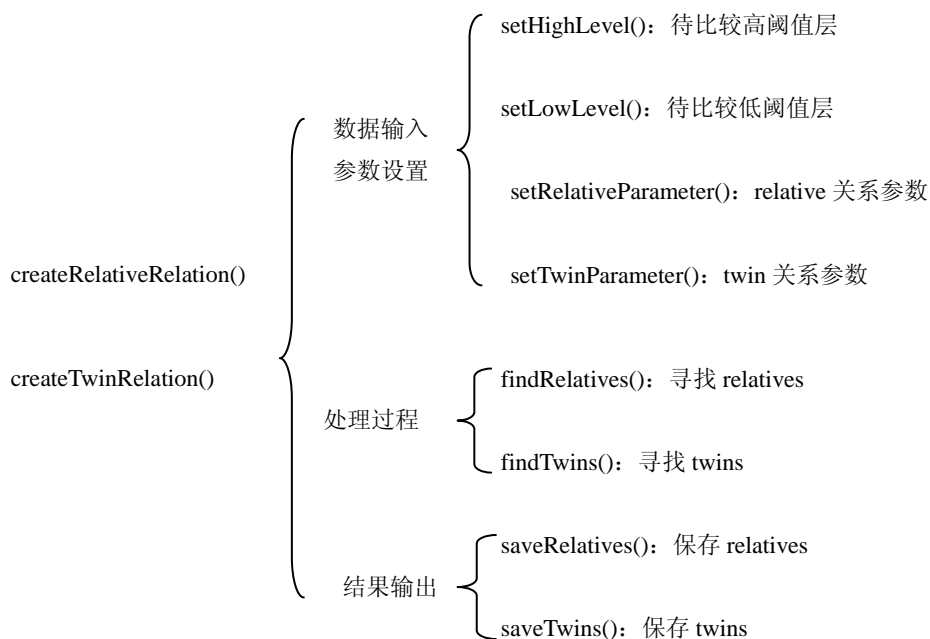 setHighLevel()：待比较高阈值层
setLowLevel()：待比较低阈值层
数据输入
参数设置
setRelativeParameter()：relative 关系参数
createRelativeRelation()
setTwinParameter()：twin 关系参数
createTwinRelation()
findRelatives()：寻找 relatives
处理过程
findTwins()：寻找 twins
saveRelatives()：保存 relatives
结果输出
saveTwins()：保存 twins